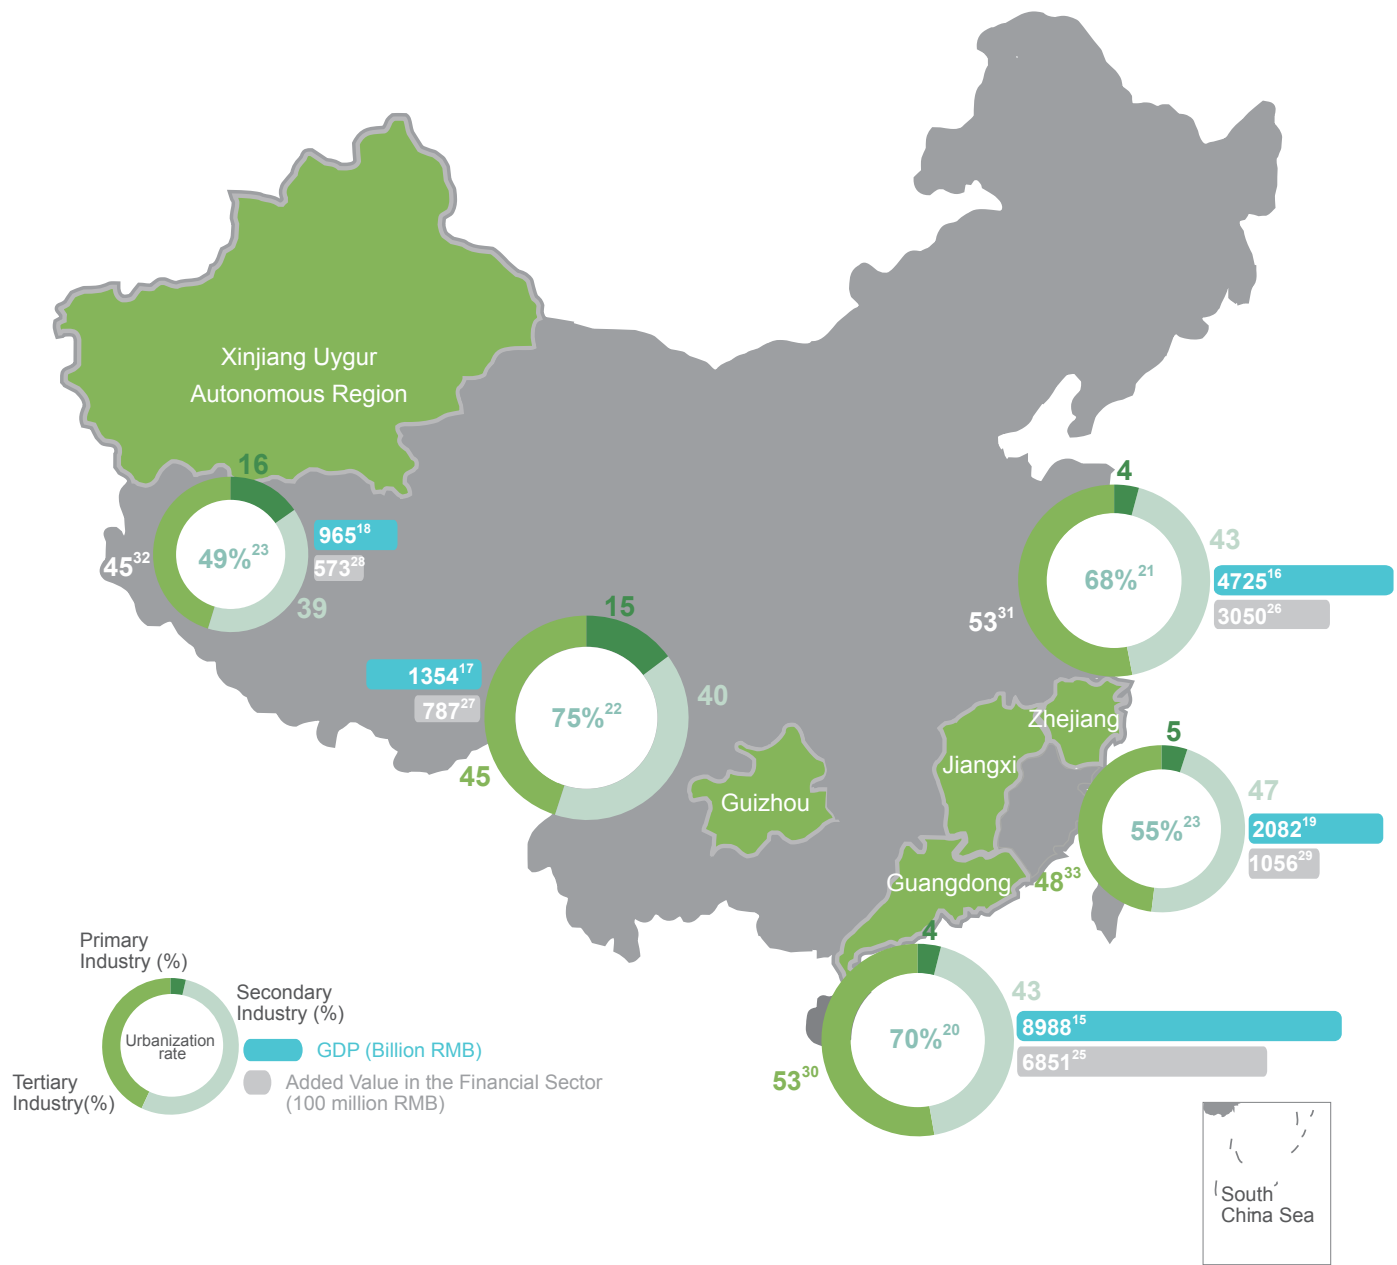 Xinjiang Uygur
Autonomous Region
16
49%23
4532
39
96518
57328
15
75%22
40
45
135417
78727
4
68%21
43
5331
472516
305026
Zhejiang
Jiangxi
Guizhou
Guangdong
5
55%23
47
4833
208219
105629
4
70%20
43
5330
898815
685125
Primary
Industry (%)
Secondary
Industry (%)
Urbanization
rate
Tertiary
Industry(%)
GDP (Billion RMB)
Added Value in the Financial Sector
(100 million RMB)
South
China Sea